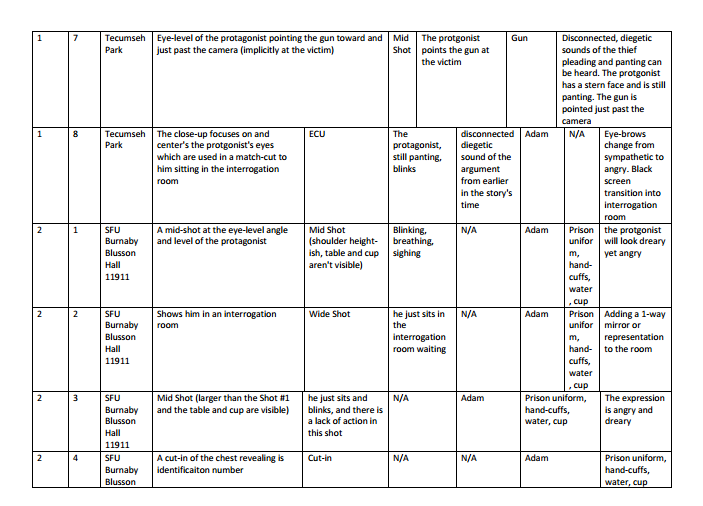 1 7 Tecumseh Park Eye-level of the protagonist pointing the gun toward and just past the camera (implicitly at the victim) Mid Shot The protgonist points the gun at the victim Gun Disconnected, diegetic sounds of the thief pleading and panting can be heard. The protgonist has a stern face and is still panting. The gun is pointed just past the camera
1 8 Tecumseh Park The close-up focuses on and center's the protgonist's eyes which are used in a match-cut to him sitting in the interrogation room ECU The protagonist, still panting, blinks disconnected diegetic sound of the argument from earlier in the story's time Adam N/A Eye-brows change from sympathetic to angry. Black screen transition into interrogation room
2 1 SFU Burnaby Blusson Hall 11911 A mid-shot at the eye-level angle and level of the protagonist Mid Shot (shoulder height-ish, table and cup aren't visible) Blinking, breathing, sighing N/A Adam Prison uniform, hand-cuffs, water, cup the protgonist will look dreary yet angry
2 2 SFU Burnaby Blusson Hall 11911 Shows him in an interrogation room Wide Shot he just sits in the interrogation room waiting N/A Adam Prison uniform, hand-cuffs, water, cup Adding a 1-way mirror or representation to the room
2 3 SFU Burnaby Blusson Hall 11911 Mid Shot (larger than the Shot #1 and the table and cup are visible) he just sits and blinks, and there is a lack of action in this shot N/A Adam Prison uniform, hand-cuffs, water, cup The expression is angry and dreary
2 4 SFU Burnaby Blusson A cut-in of the chest revealing is identificaiton number Cut-in N/A N/A Adam Prison uniform, hand-cuffs, water, cup